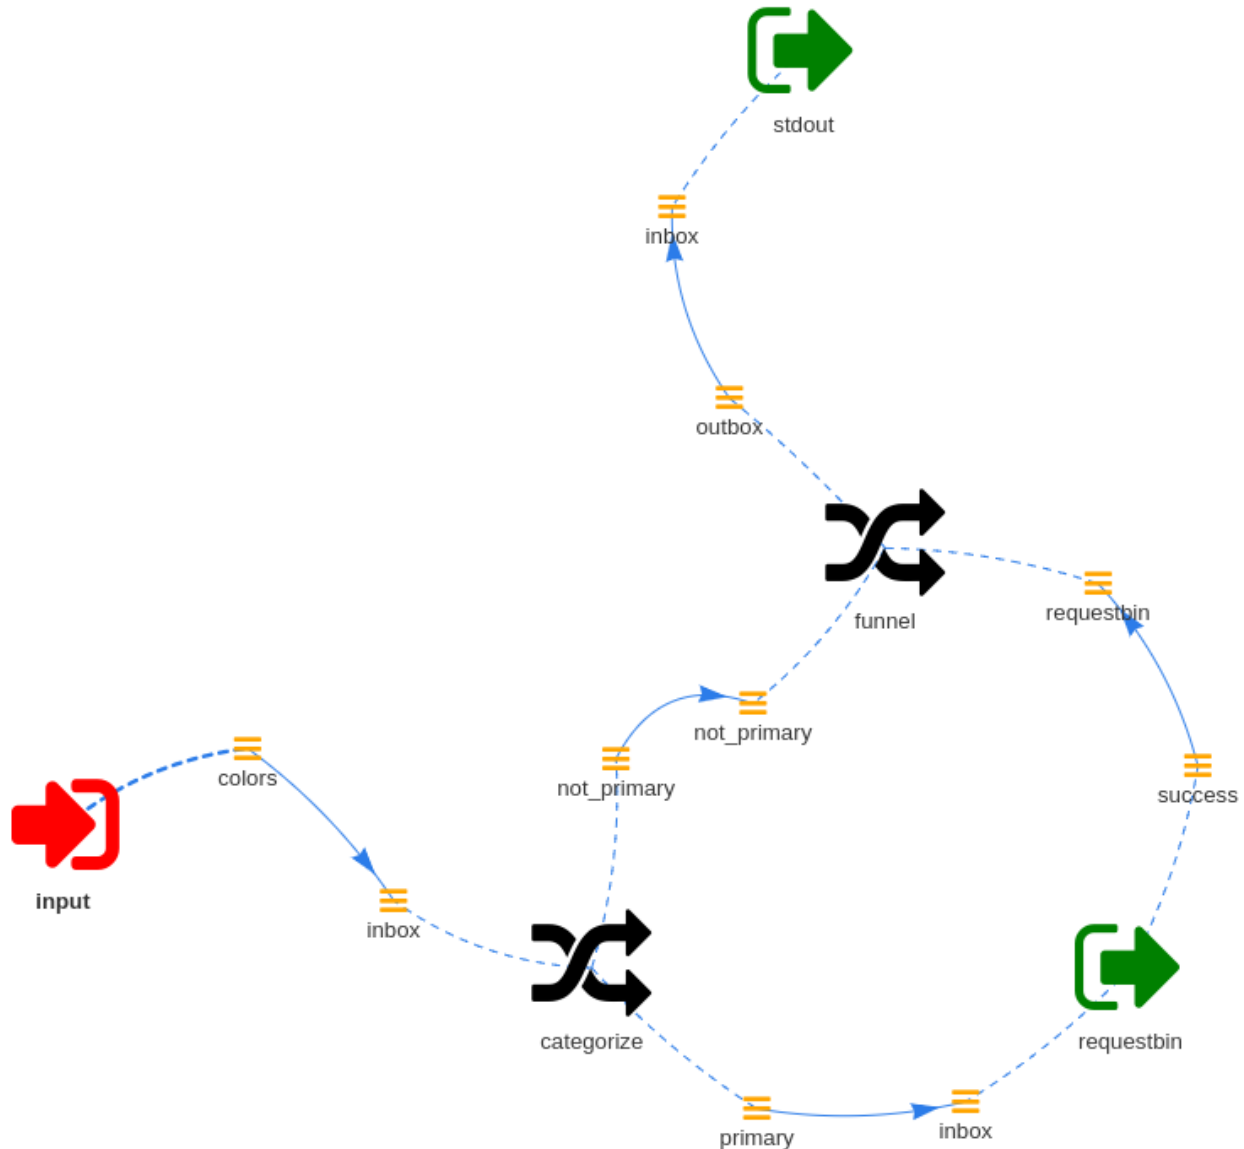 stdout
inbox
outbox
funnel
requestbin
not_primary
colors
not_primary
success
input
inbox
categorize
requestbin
primary
inbox